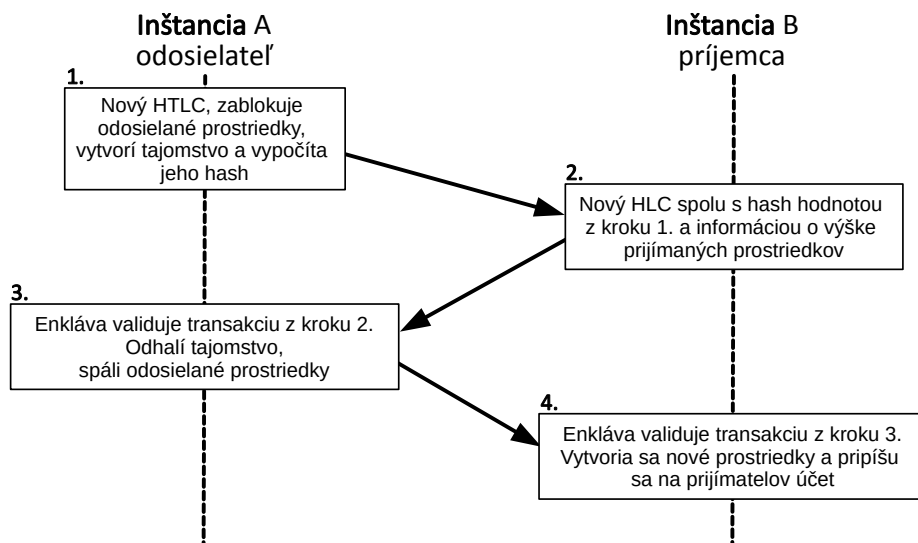 Inštancia A
odosielateľ
Inštancia B
príjemca
1.
Nový HTLC, zablokuje
odosielané prostriedky,
vytvorí tajomstvo a vypočíta
jeho hash
2.
Nový HLC spolu s hash hodnotou
z kroku 1. a informáciou o výške
prijímaných prostriedkov
3.
Enkláva validuje transakciu z kroku 2.
Odhalí tajomstvo,
spáli odosielané prostriedky
4.
Enkláva validuje transakciu z kroku 3.
Vytvoria sa nové prostriedky a pripíšu
sa na prijímatelov účet